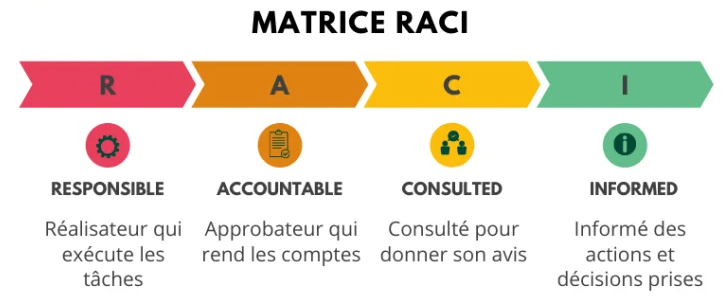 MATRICE RACI
R
A
C
I
RESPONSIBLE
Réalisateur qui
exécute les
tâches
ACCOUNTABLE
Approbateur qui
rend les comptes
CONSULTED
Consulté pour
donner son avis
INFORMED
Informé des
actions et
décisions prises